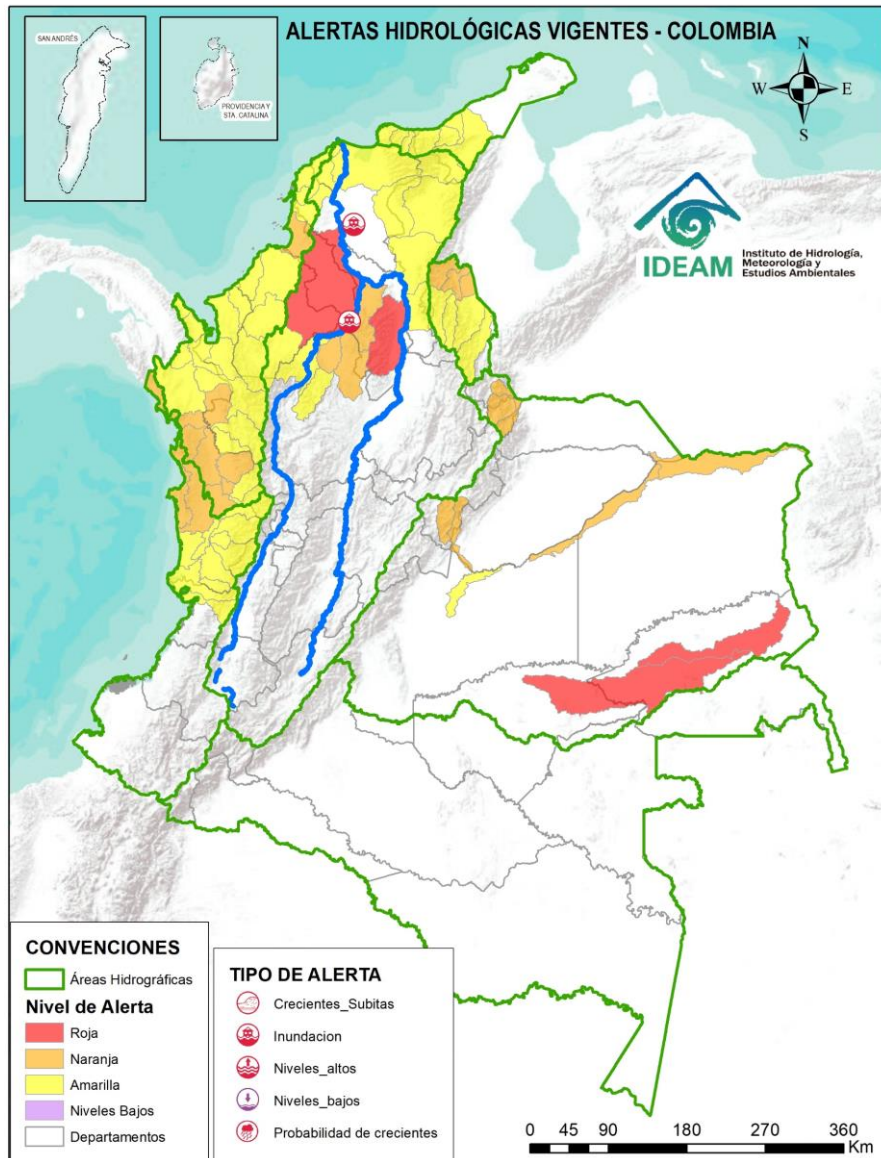 ALERTAS HIDROLÓGICAS VIGENTES - COLOMBIA
SAN ANDRÉS
PROVIDENCIA Y
STA. CATALINA
N
W
E
S
IDEAM
Instituto de Hidrología,
Meteorología y
Estudios Ambientales
CONVENCIONES
Áreas Hidrográficas
Nivel de Alerta
Roja
Naranja
Amarilla
Niveles Bajos
Departamentos
TIPO DE ALERTA
Crecientes_Subitas
Inundacion
Niveles_altos
Niveles_bajos
Probabilidad de crecientes
0 45 90 180 270 360
Km